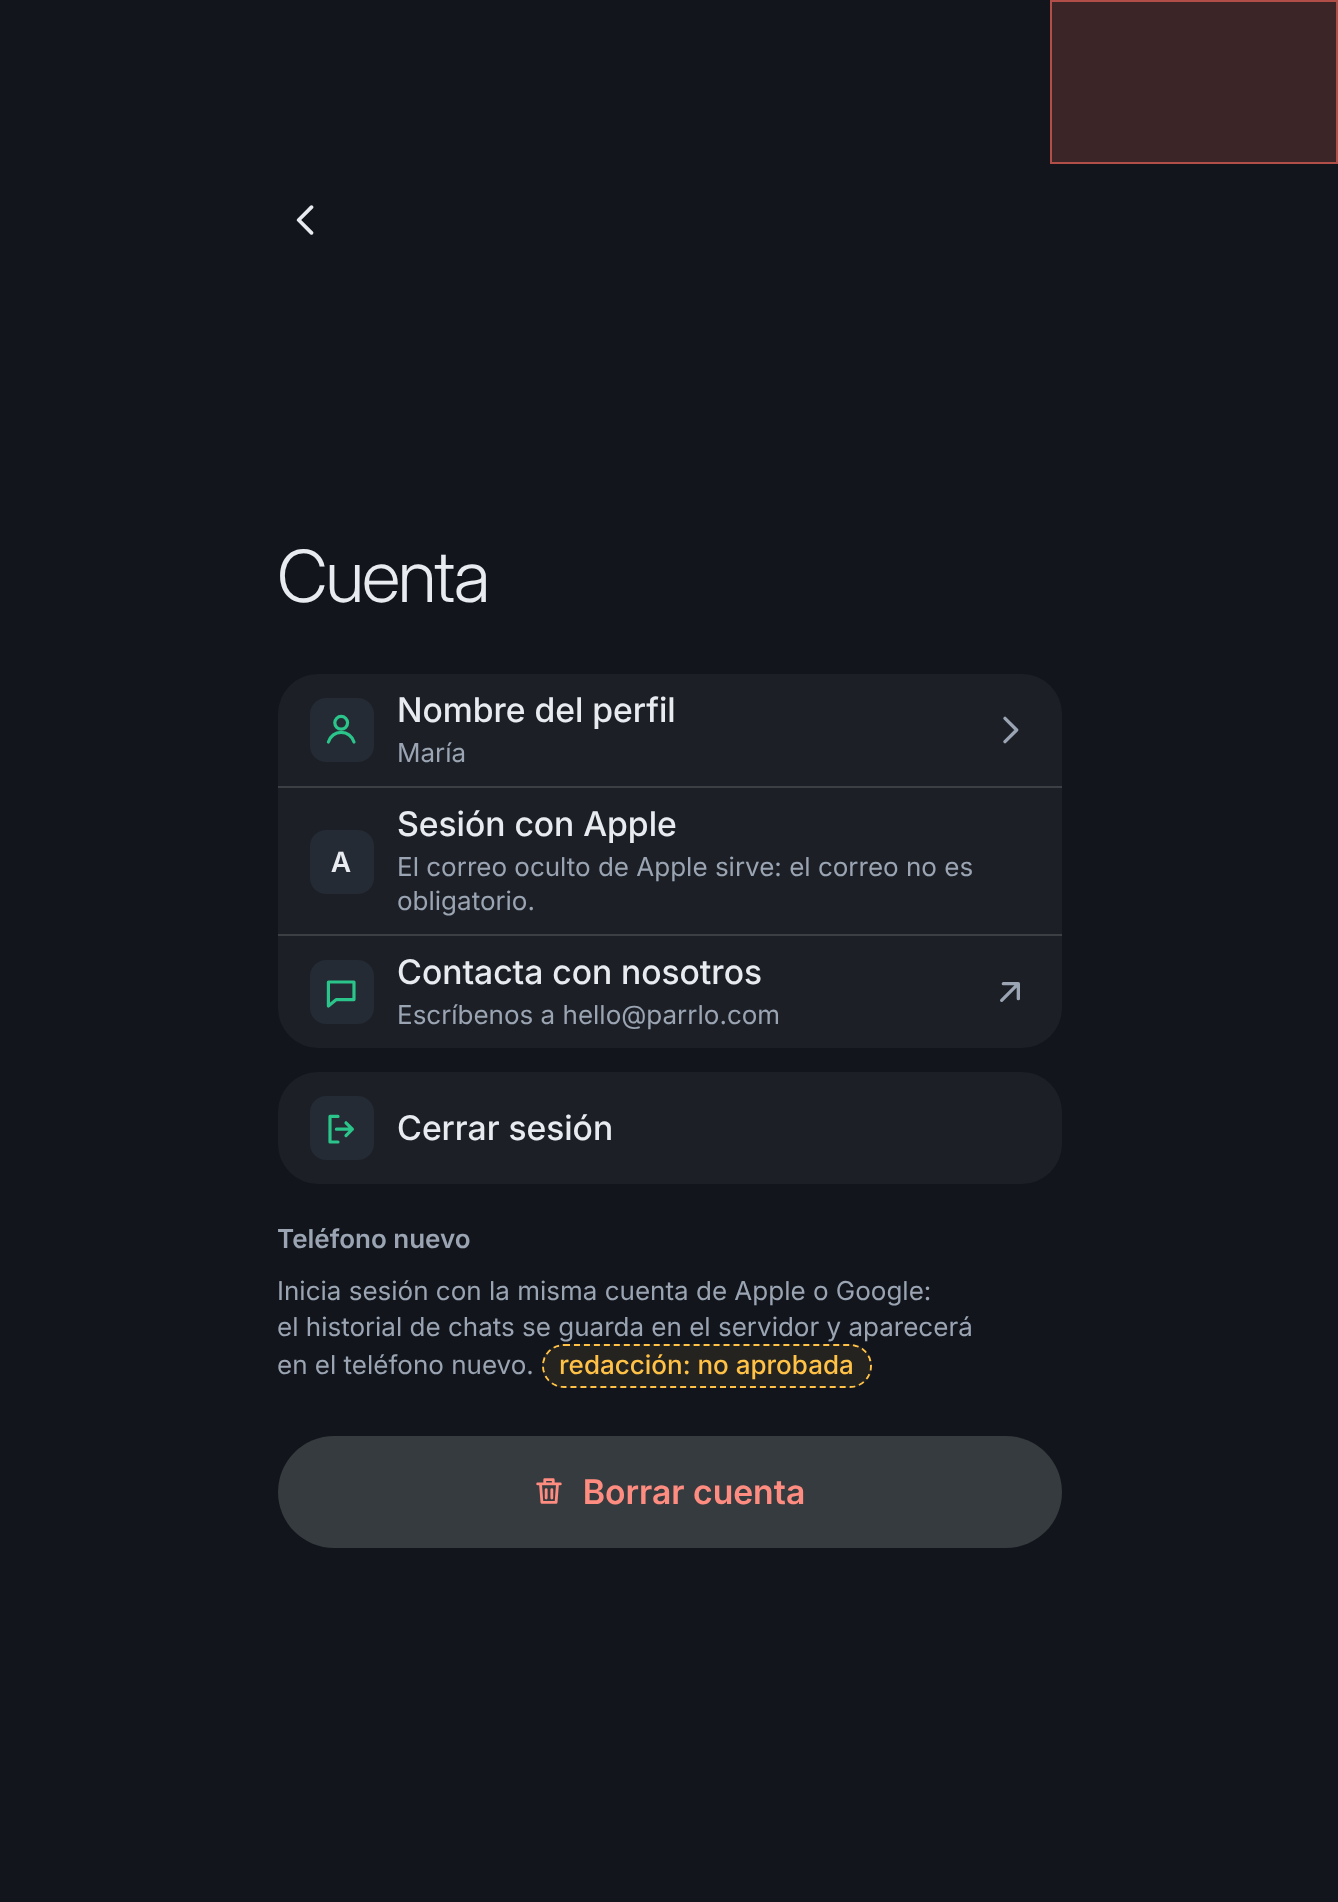 Cuenta
Nombre del perfil
María
A
Sesión con Apple
El correo oculto de Apple sirve: el correo no es
obligatorio.
Contacta con nosotros
Escríbenos a hello@parrlo.com
Cerrar sesión
Teléfono nuevo
Inicia sesión con la misma cuenta de Apple o Google:
el historial de chats se guarda en el servidor y aparecerá
en el teléfono nuevo. redacción: no aprobada
Borrar cuenta